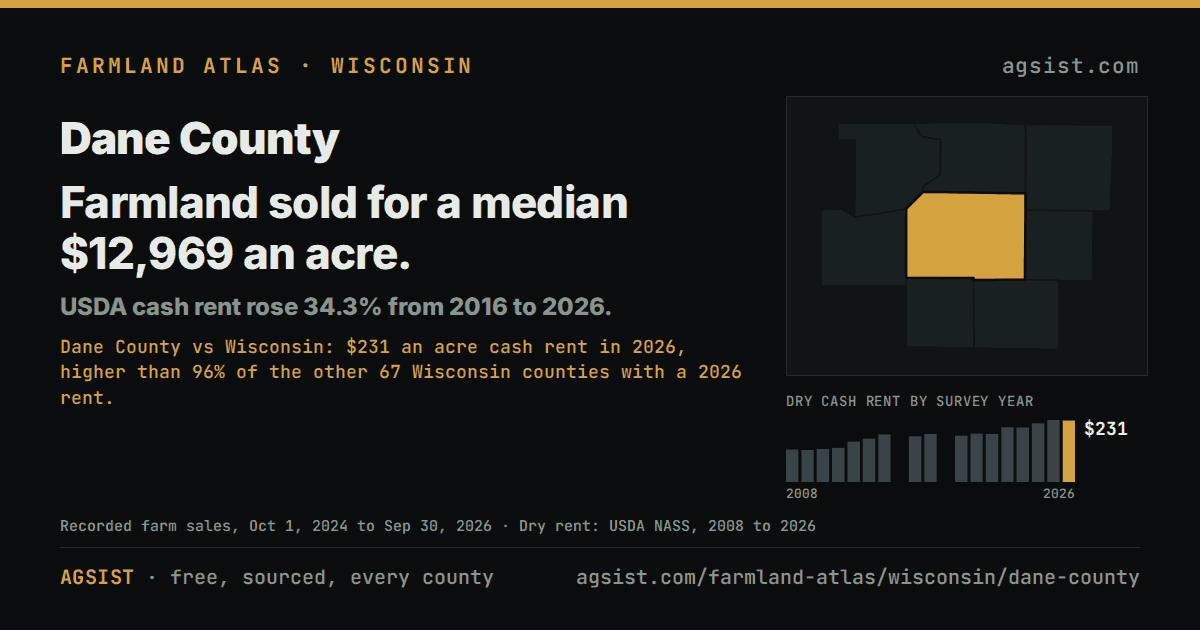 FARMLAND ATLAS · WISCONSIN
agsist.com
Dane County
Farmland sold for a median
$12,969 an acre.
USDA cash rent rose 34.3% from 2016 to 2026.
Dane County vs Wisconsin: $231 an acre cash rent in 2026,
higher than 96% of the other 67 Wisconsin counties with a 2026
rent.
DRY CASH RENT BY SURVEY YEAR
$231
2008
2026
Recorded farm sales, Oct 1, 2024 to Sep 30, 2026 · Dry rent: USDA NASS, 2008 to 2026
AGSIST · free, sourced, every county
agsist.com/farmland-atlas/wisconsin/dane-county